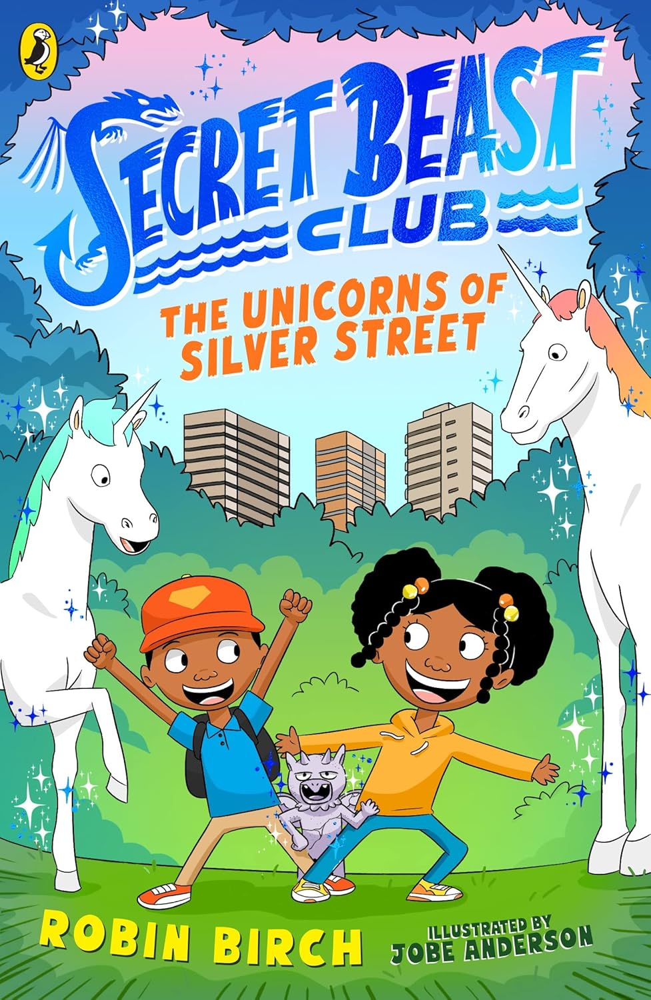 SECRET BEAST
CLUB
THE UNICORNS OF
SILVER STREET
ROBIN BIRCH
ILLUSTRATED BY
JOBE ANDERSON